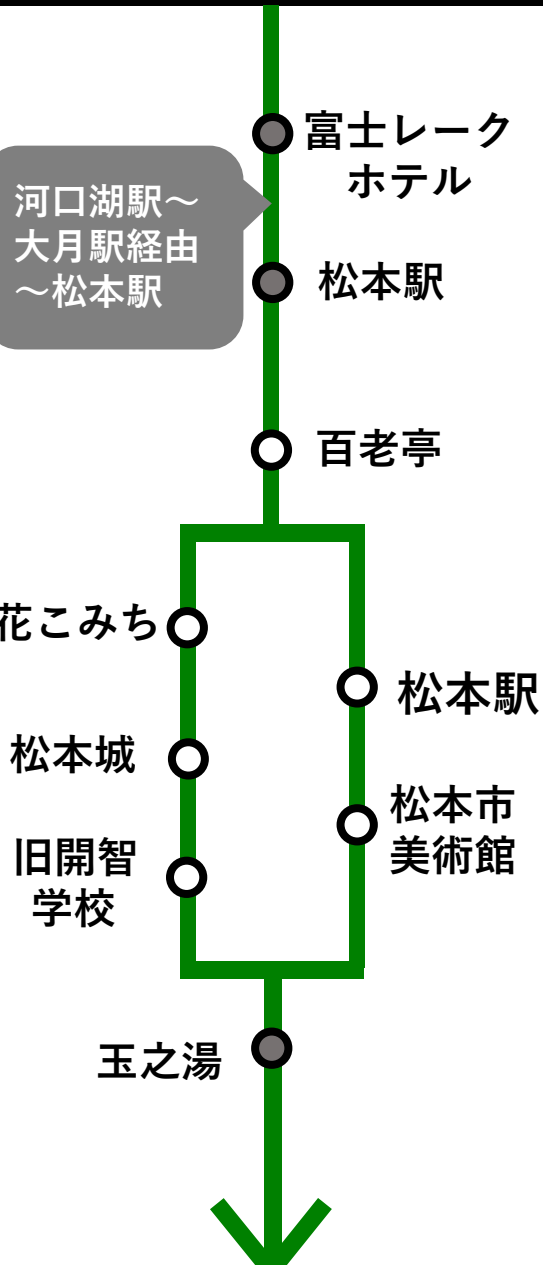 富士レーク
ホテル
河口湖駅～
大月駅経由
～松本駅
松本駅
百老亭
花こみち
松本駅
松本城
松本市
美術館
旧開智
学校
玉之湯